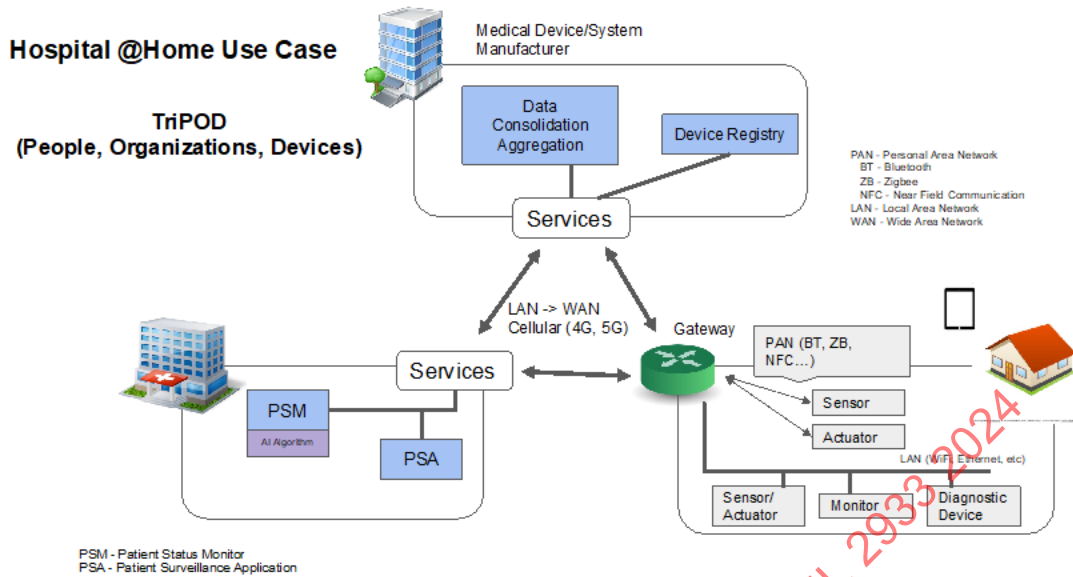 Hospital @Home Use Case
TriPOD
(People, Organizations, Devices)
Medical Device/System
Manufacturer
Data
Consolidation
Aggregation
Device Registry
Services
PAN - Personal Area Network
BT - Bluetooth
ZB - Zigbee
NFC - Near Field Communication
LAN - Local Area Network
WAN - Wide Area Network
LAN -> WAN
Cellular (4G, 5G)
Services
PSM
AI Algorithm
PSA
Gateway
PAN (BT, ZB,
NFC...)
Sensor
Actuator
LAN (WiFi, Ethernet, etc)
Sensor/
Actuator
Monitor
Diagnostic
Device
PSM - Patient Status Monitor
PSA - Patient Surveillance Application
2933 2024